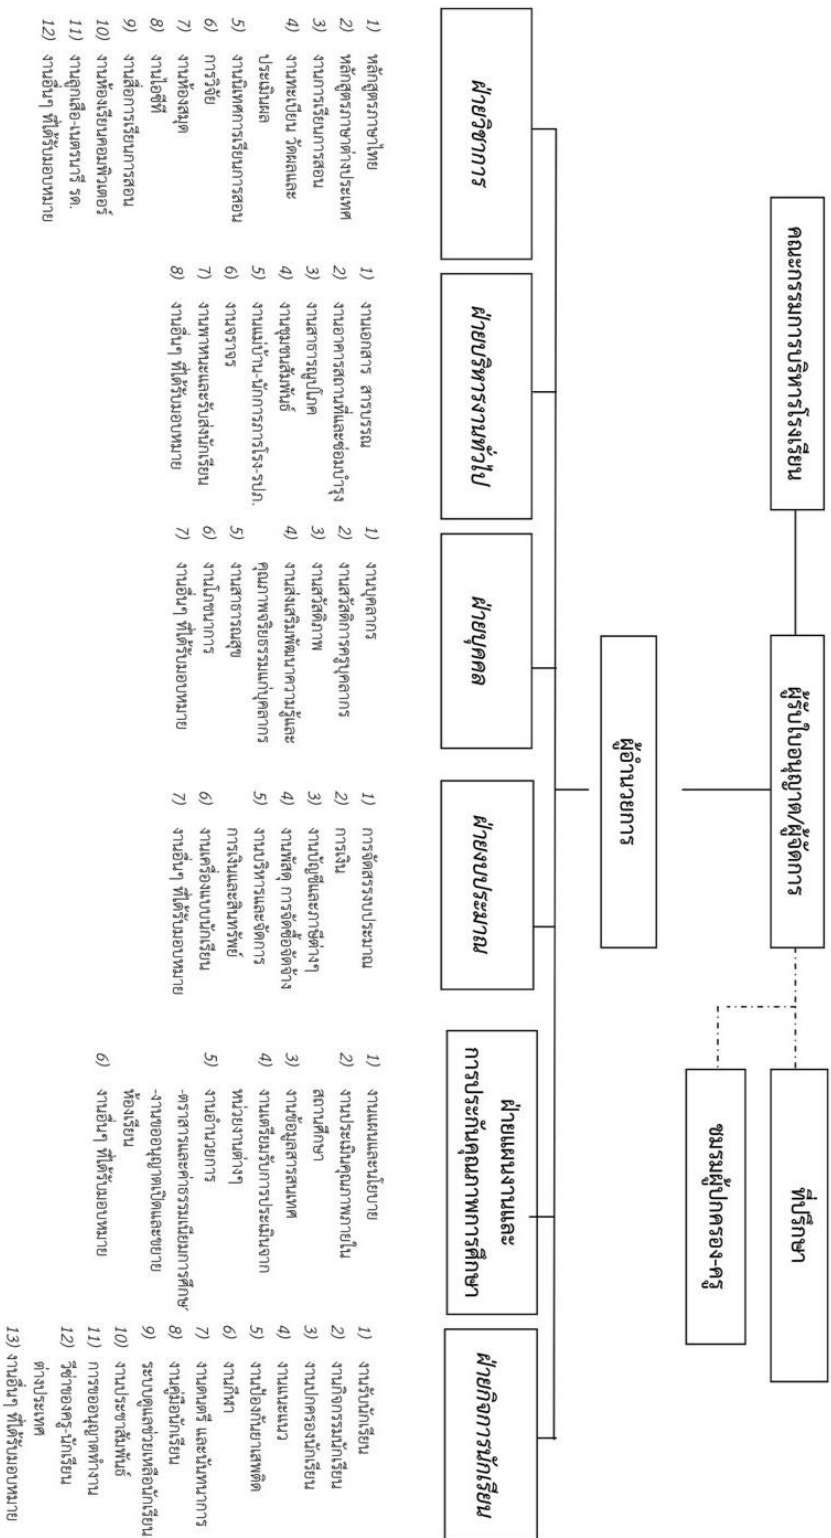 คณะกรรมการบริหารโรงเรียน
ผู้รับใบอนุญาต/ผู้จัดการ
ที่ปรึกษา
ชมรมผู้ปกครอง-ครู
ผู้อำนวยการ
ฝ่ายวิชาการ
1) หลักสูตรภาษาไทย
2) หลักสูตรภาษาต่างประเทศ
3) งานการเรียนการสอน
4) งานทะเบียน วัดผลและ
ประเมินผล
5) งานนิเทศการเรียนการสอน
6) การวิจัย
7) งานห้องสมุด
8) งานไอซีที
9) งานสื่อการเรียนการสอน
10) งานห้องเรียนคอมพิวเตอร์
11) งานลูกเสือ-เนตรนารี รด.
12) งานอื่นๆ ที่ได้รับมอบหมาย
ฝ่ายบริหารงานทั่วไป
1) งานเอกสาร สารบรรณ
2) งานอาคารสถานที่และซ่อมบำรุง
3) งานสาธารณูปโภค
4) งานชุมชนสัมพันธ์
5) งานแม่บ้าน-นักการภารโรง-รปภ.
6) งานจราจร
7) งานพาหนะและรับส่งนักเรียน
8) งานอื่นๆ ที่ได้รับมอบหมาย
ฝ่ายบุคคล
1) งานบุคลากร
2) งานสวัสดิการครูบุคลากร
3) งานสวัสดิภาพ
4) งานส่งเสริมพัฒนาความรู้และ
คุณภาพจริยธรรมแก่บุคลากร
5) งานสาธารณสุข
6) งานโภชนาการ
7) งานอื่นๆ ที่ได้รับมอบหมาย
ฝ่ายงบประมาณ
1) การจัดสรรงบประมาณ
2) การเงิน
3) งานบัญชีและภาษีต่างๆ
4) งานพัสดุ การจัดซื้อจัดจ้าง
5) งานบริหารและจัดการ
การเงินและสินทรัพย์
6) งานเครื่องแบบนักเรียน
7) งานอื่นๆ ที่ได้รับมอบหมาย
ฝ่ายแผนงานและ
การประกันคุณภาพการศึกษา
1) งานแผนและนโยบาย
2) งานประเมินคุณภาพภายใน
สถานศึกษา
3) งานข้อมูลสารสนเทศ
4) งานเตรียมรับการประเมินจาก
หน่วยงานต่างๆ
5) งานอำนวยการ
-ตราสารและค่าธรรมเนียมการศึกษ
-งานขออนุญาตเปิดและขยาย
ห้องเรียน
6) งานอื่นๆ ที่ได้รับมอบหมาย
ฝ่ายกิจการนักเรียน
1) งานรับนักเรียน
2) งานกิจกรรมนักเรียน
3) งานปกครองนักเรียน
4) งานแนะแนว
5) งานป้องกันยาเสพติด
6) งานกีฬา
7) งานดนตรี และนันทนาการ
8) งานคู่มือนักเรียน
9) ระบบดูแลช่วยเหลือนักเรียน
10) งานประชาสัมพันธ์
11) การขออนุญาตทำงาน
12) วีซ่าของครู-นักเรียน
ต่างประเทศ
13) งานอื่นๆ ที่ได้รับมอบหมาย